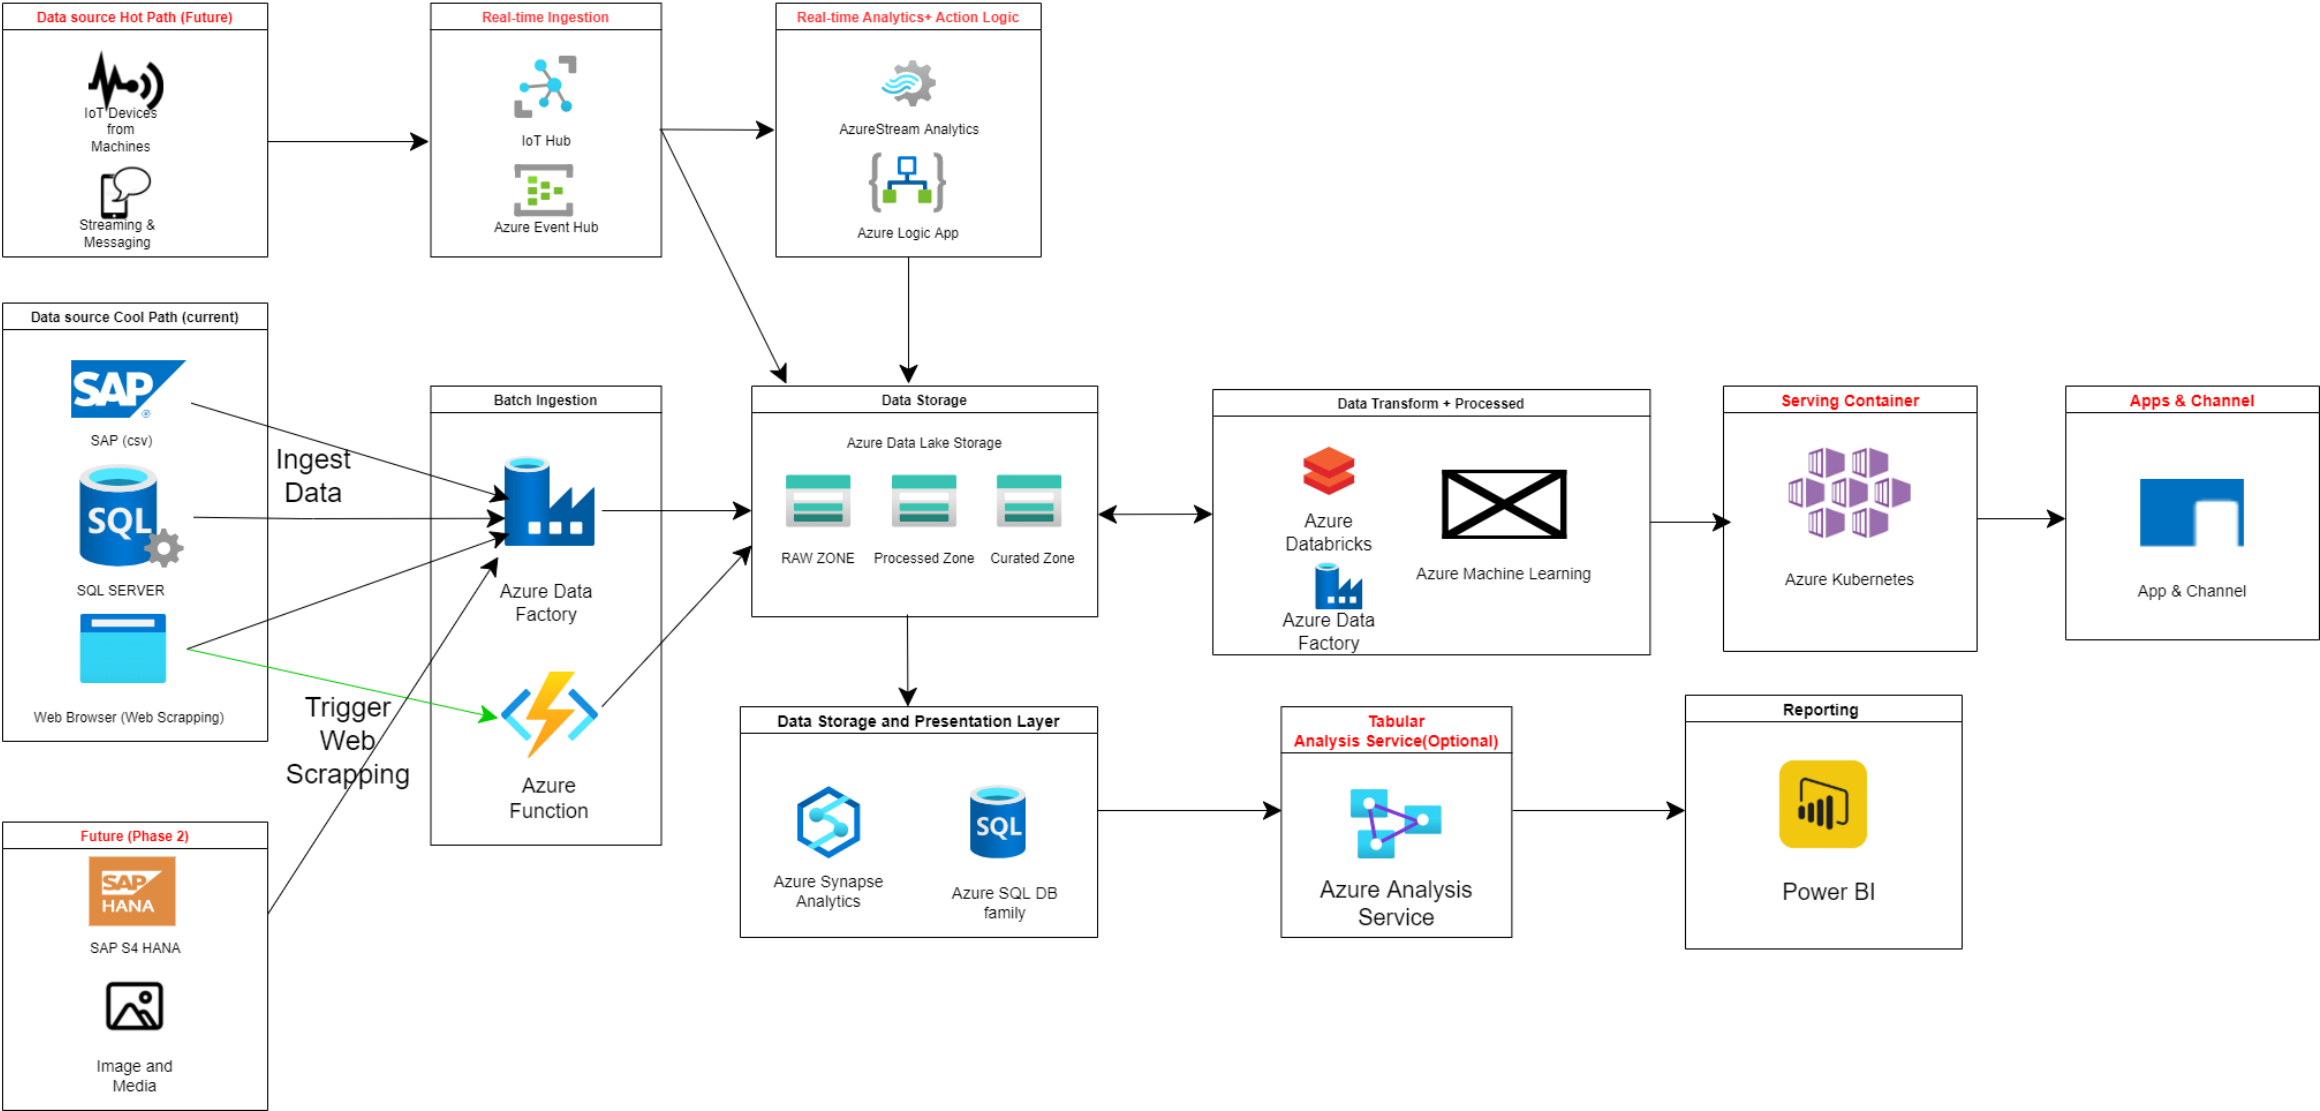 Data source Hot Path (Future)
IoT Devices
from
Machines
Streaming &
Messaging
Real-time Ingestion
IoT Hub
Azure Event Hub
Real-time Analytics+ Action Logic
AzureStream Analytics
Azure Logic App
Data source Cool Path (current)
SAP
SAP (csv)
SQL
SQL SERVER
Web Browser (Web Scrapping)
Ingest
Data
Trigger
Web
Scrapping
Future (Phase 2)
SAP
HANA
SAP S4 HANA
Image and
Media
Batch Ingestion
Azure Data
Factory
Azure
Function
Data Storage
Azure Data Lake Storage
RAW ZONE
Processed Zone
Curated Zone
Data Transform + Processed
Azure
Databricks
Azure Data
Factory
Azure Machine Learning
Serving Container
Azure Kubernetes
Apps & Channel
App & Channel
Data Storage and Presentation Layer
Azure Synapse
Analytics
SQL
Azure SQL DB
family
Tabular
Analysis Service(Optional)
Azure Analysis
Service
Reporting
Power BI